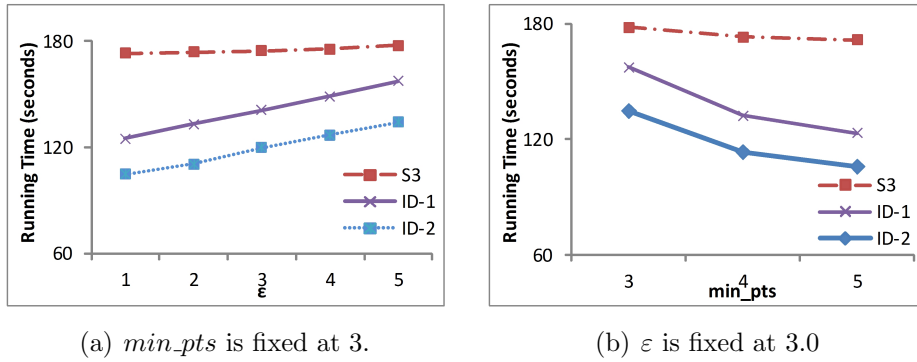 Running Time (seconds)
180
120
60
S3
ID-1
ID-2
1 2 3 4 5
ε
(a) min_pts is fixed at 3.
Running Time (seconds)
180
120
60
S3
ID-1
ID-2
3 4 5
min_pts
(b) ε is fixed at 3.0